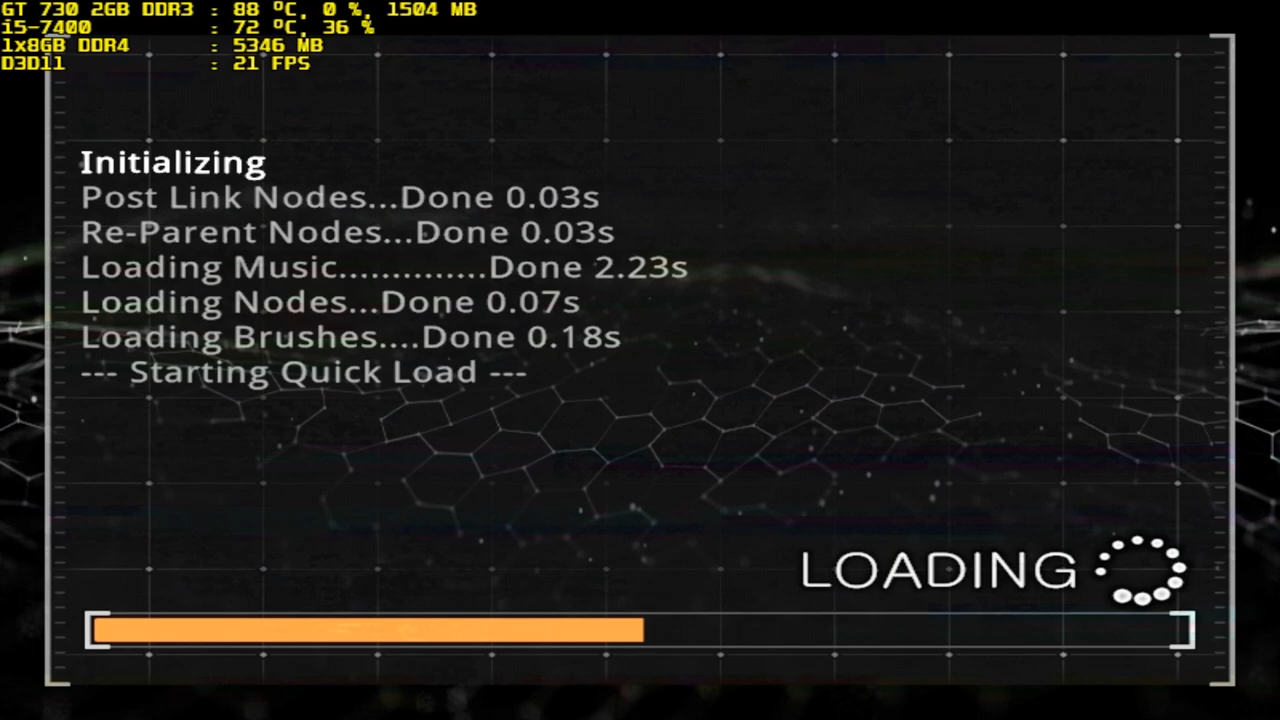 GT 730 2GB DDR3 : 88 ºC, 0 %, 1504 MB
i5-7400 : 72 ºC, 36 %
1x8GB DDR4 : 5346 MB
D3D11 : 21 FPS
Initializing
Post Link Nodes...Done 0.03s
Re-Parent Nodes...Done 0.03s
Loading Music..............Done 2.23s
Loading Nodes...Done 0.07s
Loading Brushes....Done 0.18s
--- Starting Quick Load ---
LOADING